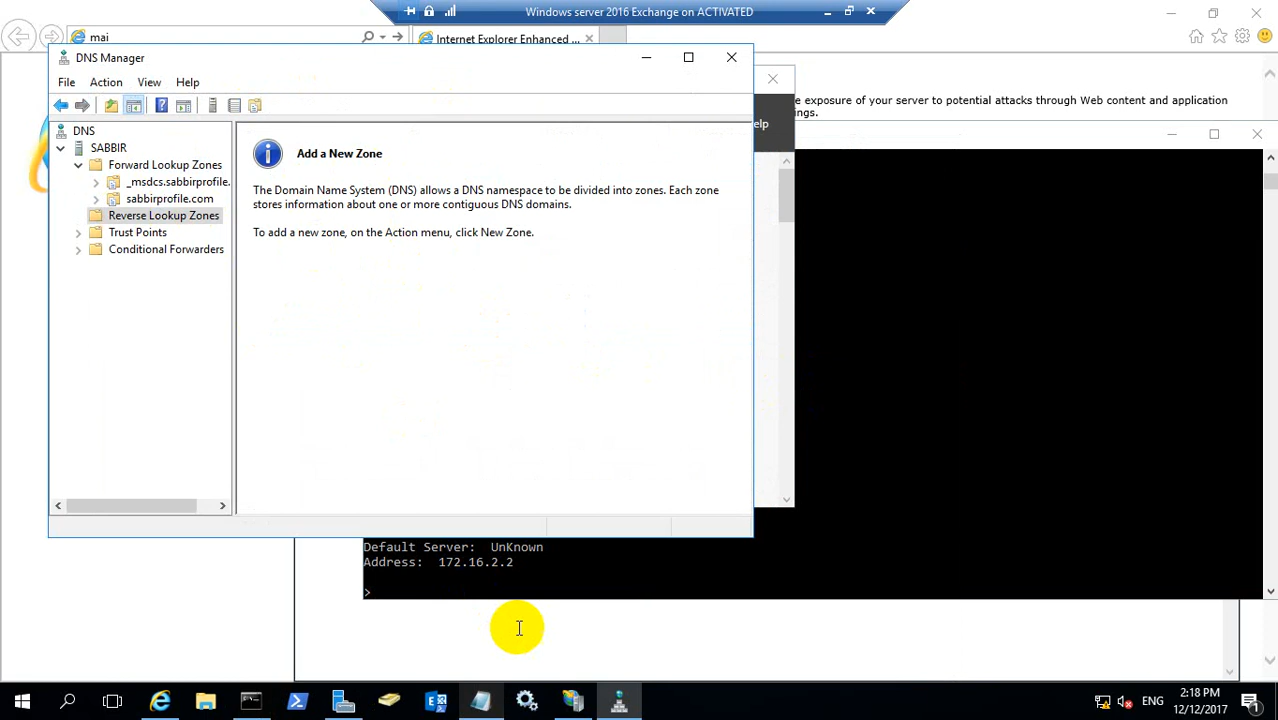 Windows server 2016 Exchange on ACTIVATED
mai
Internet Explorer Enhanced ...
DNS Manager
File Action View Help
DNS
SABBIR
Forward Lookup Zones
_msdcs.sabbirprofile.
sabbirprofile.com
Reverse Lookup Zones
Trust Points
Conditional Forwarders
Add a New Zone
The Domain Name System (DNS) allows a DNS namespace to be divided into zones. Each zone
stores information about one or more contiguous DNS domains.
To add a new zone, on the Action menu, click New Zone.
elp
e exposure of your server to potential attacks through Web content and application
ngs.
Default Server: UnKnown
Address: 172.16.2.2
>
ENG
2:18 PM
12/12/2017
1